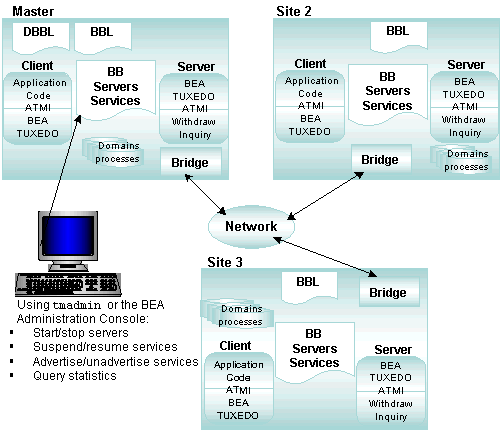 Master
DBBL
BBL
Client
Application
Code
ATMI
BEA
TUXEDO
BB
Servers
Services
Server
BEA
TUXEDO
ATMI
Withdraw
Inquiry
Domains
processes
Bridge
Site 2
BBL
Client
Application
Code
ATMI
BEA
TUXEDO
BB
Servers
Services
Server
BEA
TUXEDO
ATMI
Withdraw
Inquiry
Bridge
Domains
processes
Network
Using tmadmin or the BEA
Administration Console:
▪ Start/stop servers
▪ Suspend/resume services
▪ Advertise/unadvertise services
▪ Query statistics
Site 3
BBL
Bridge
Domains
processes
Client
Application
Code
ATMI
BEA
TUXEDO
BB
Servers
Services
Server
BEA
TUXEDO
ATMI
Withdraw
Inquiry